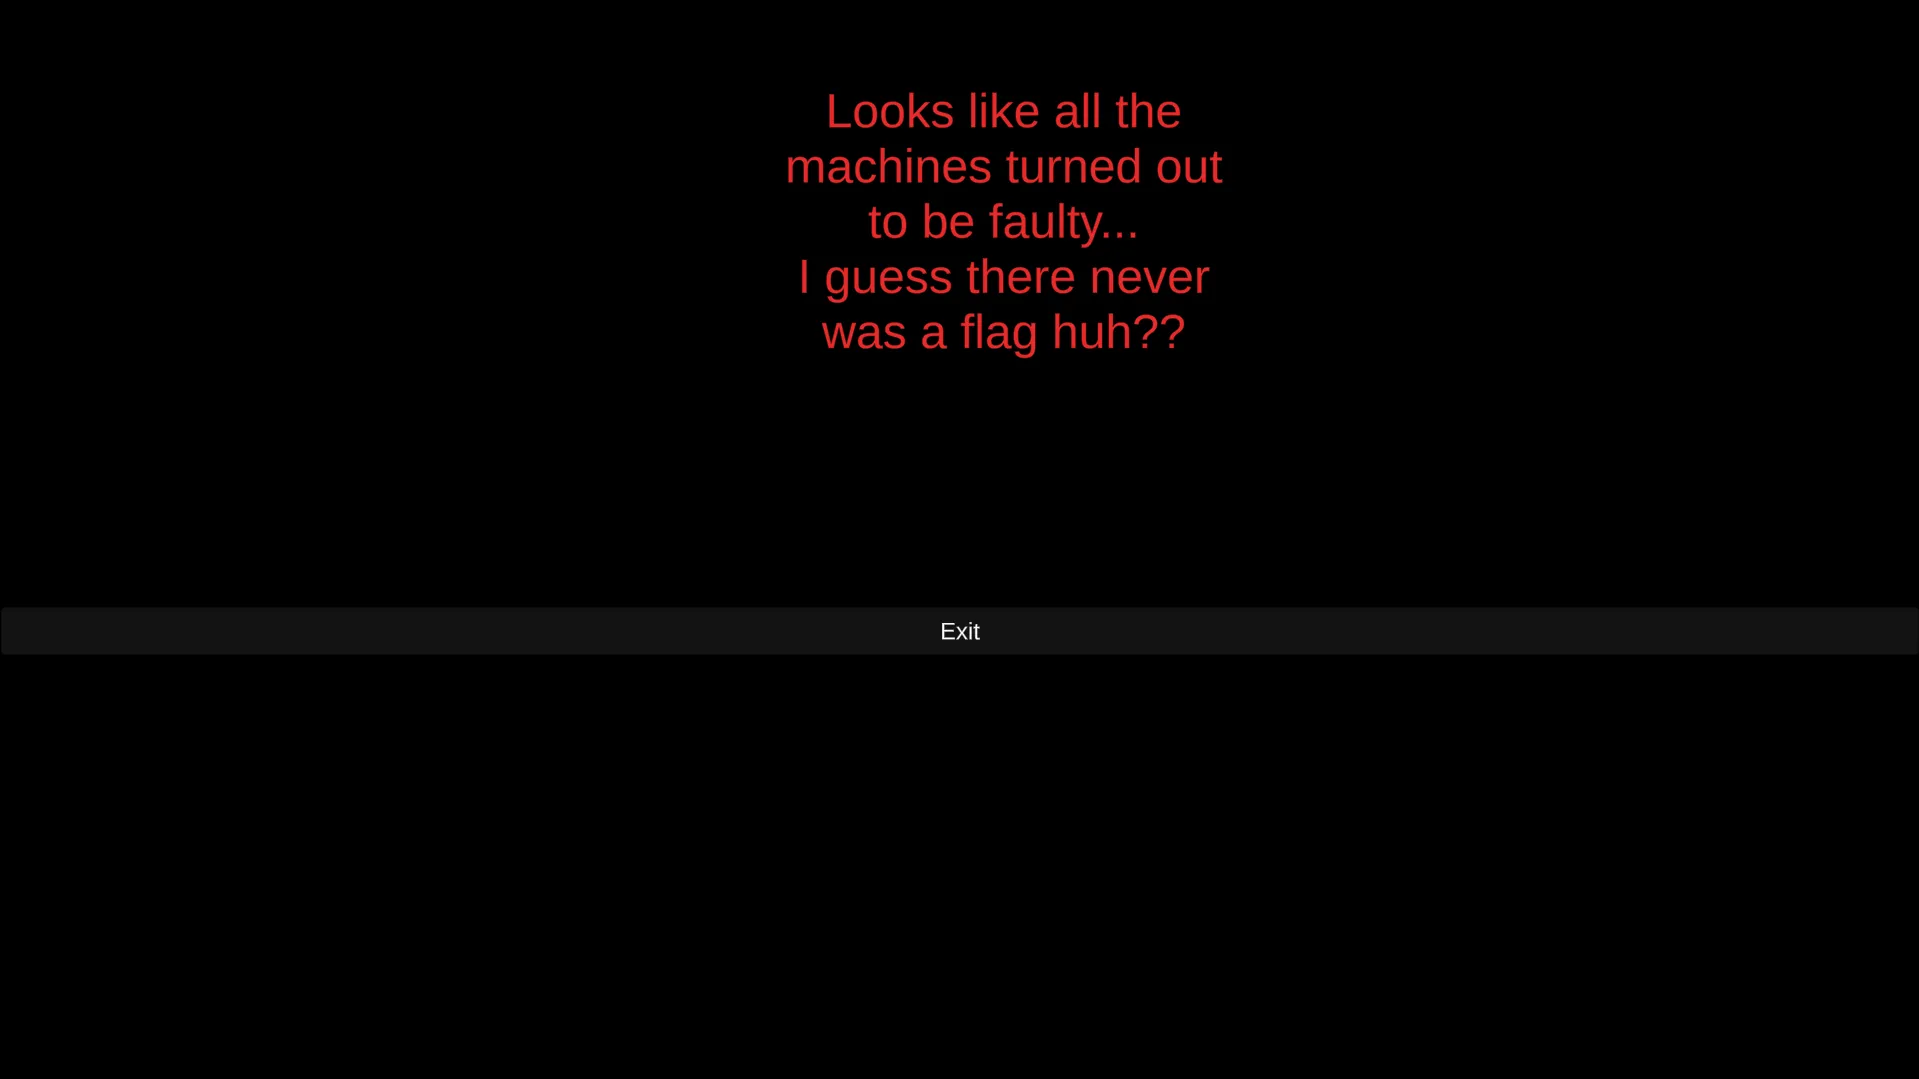 Looks like all the
machines turned out
to be faulty...
I guess there never
was a flag huh??
Exit